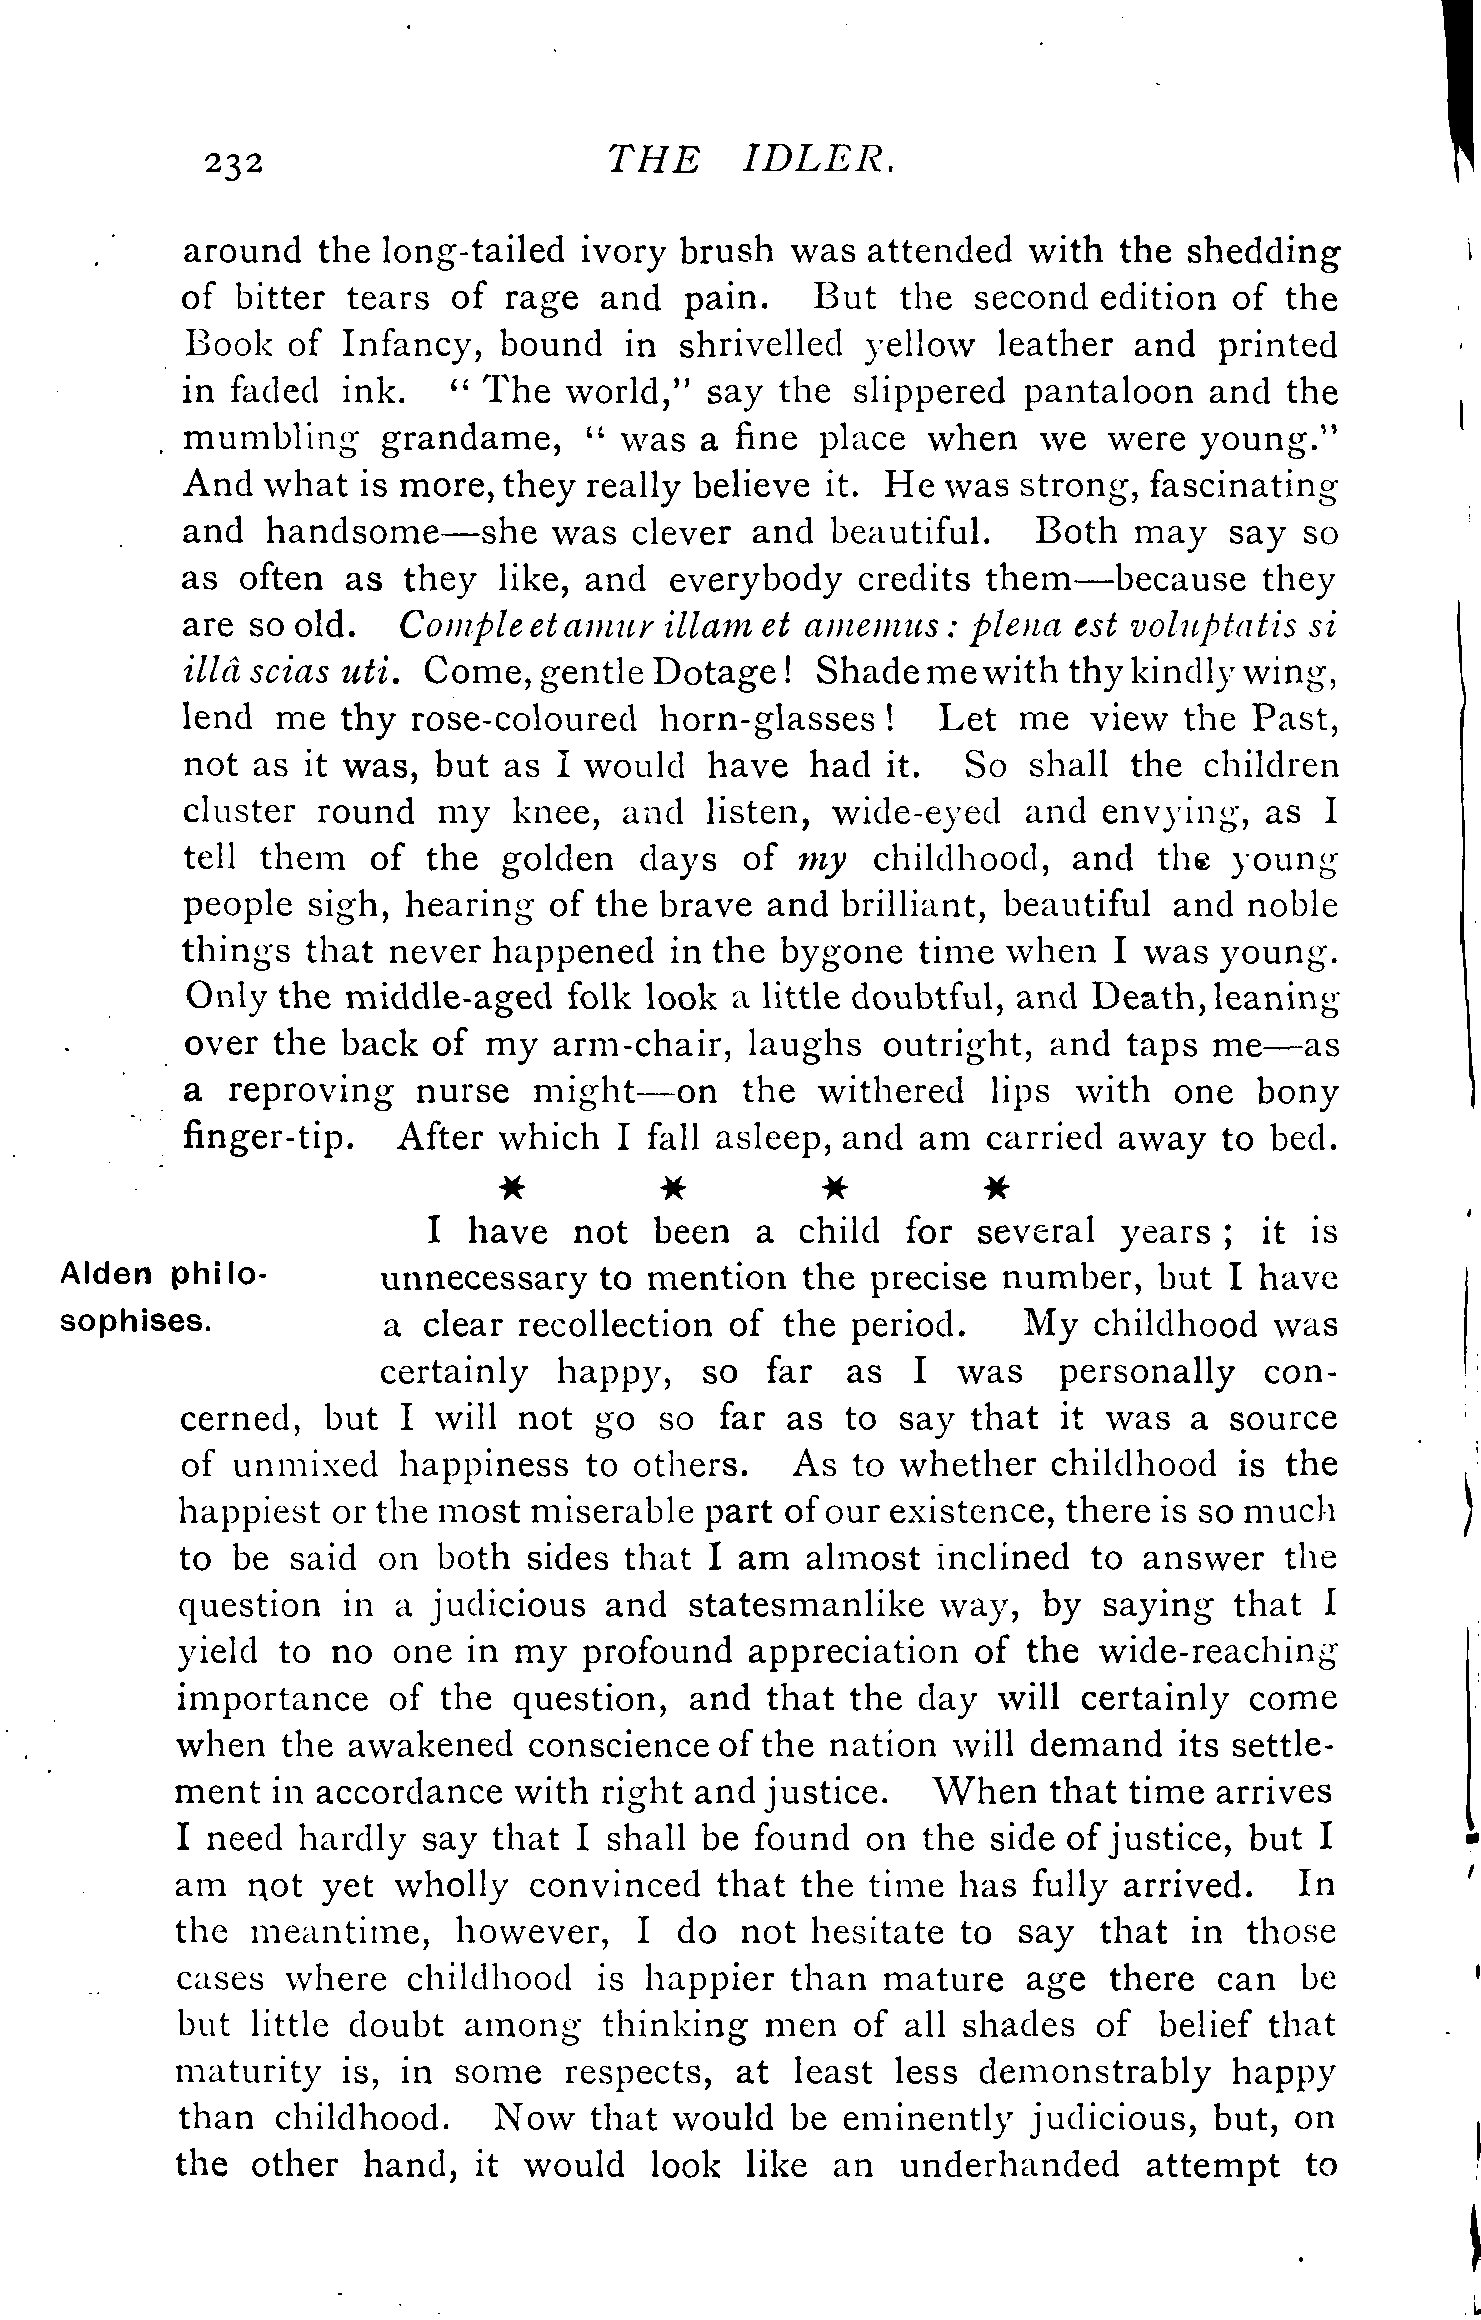 232 THE IDLER.
around the long-tailed ivory brush was attended with the shedding
of bitter tears of rage and pain. But the second edition of the
Book of Infancy, bound in shrivelled yellow leather and printed
in faded ink. “ The world,” say the slippered pantaloon and the
mumbling grandame, “ was a fine place when we were young.”
And what is more, they really believe it. He was strong, fascinating
and handsome—she was clever and beautiful. Both may say so
as often as they like, and everybody credits them—because they
are so old. Compleetamur illam et amemus : plena est voluptatis si
illâ scias uti. Come, gentle Dotage! Shade me with thy kindly wing,
lend me thy rose-coloured horn-glasses ! Let me view the Past,
not as it was, but as I would have had it. So shall the children
cluster round my knee, and listen, wide-eyed and envying, as I
tell them of the golden days of my childhood, and the young
people sigh, hearing of the brave and brilliant, beautiful and noble
things that never happened in the bygone time when I was young.
Only the middle-aged folk look a little doubtful, and Death, leaning
over the back of my arm-chair, laughs outright, and taps me—as
a reproving nurse might—on the withered lips with one bony
finger-tip. After which I fall asleep, and am carried away to bed.
* * * *
Alden philo-
sophises.
I have not been a child for several years ; it is
unnecessary to mention the precise number, but I have
a clear recollection of the period. My childhood was
certainly happy, so far as I was personally con-
cerned, but I will not go so far as to say that it was a source
of unmixed happiness to others. As to whether childhood is the
happiest or the most miserable part of our existence, there is so much
to be said on both sides that I am almost inclined to answer the
question in a judicious and statesmanlike way, by saying that I
yield to no one in my profound appreciation of the wide-reaching
importance of the question, and that the day will certainly come
when the awakened conscience of the nation will demand its settle-
ment in accordance with right and justice. When that time arrives
I need hardly say that I shall be found on the side of justice, but I
am not yet wholly convinced that the time has fully arrived. In
the meantime, however, I do not hesitate to say that in those
cases where childhood is happier than mature age there can be
but little doubt among thinking men of all shades of belief that
maturity is, in some respects, at least less demonstrably happy
than childhood. Now that would be eminently judicious, but, on
the other hand, it would look like an underhanded attempt to